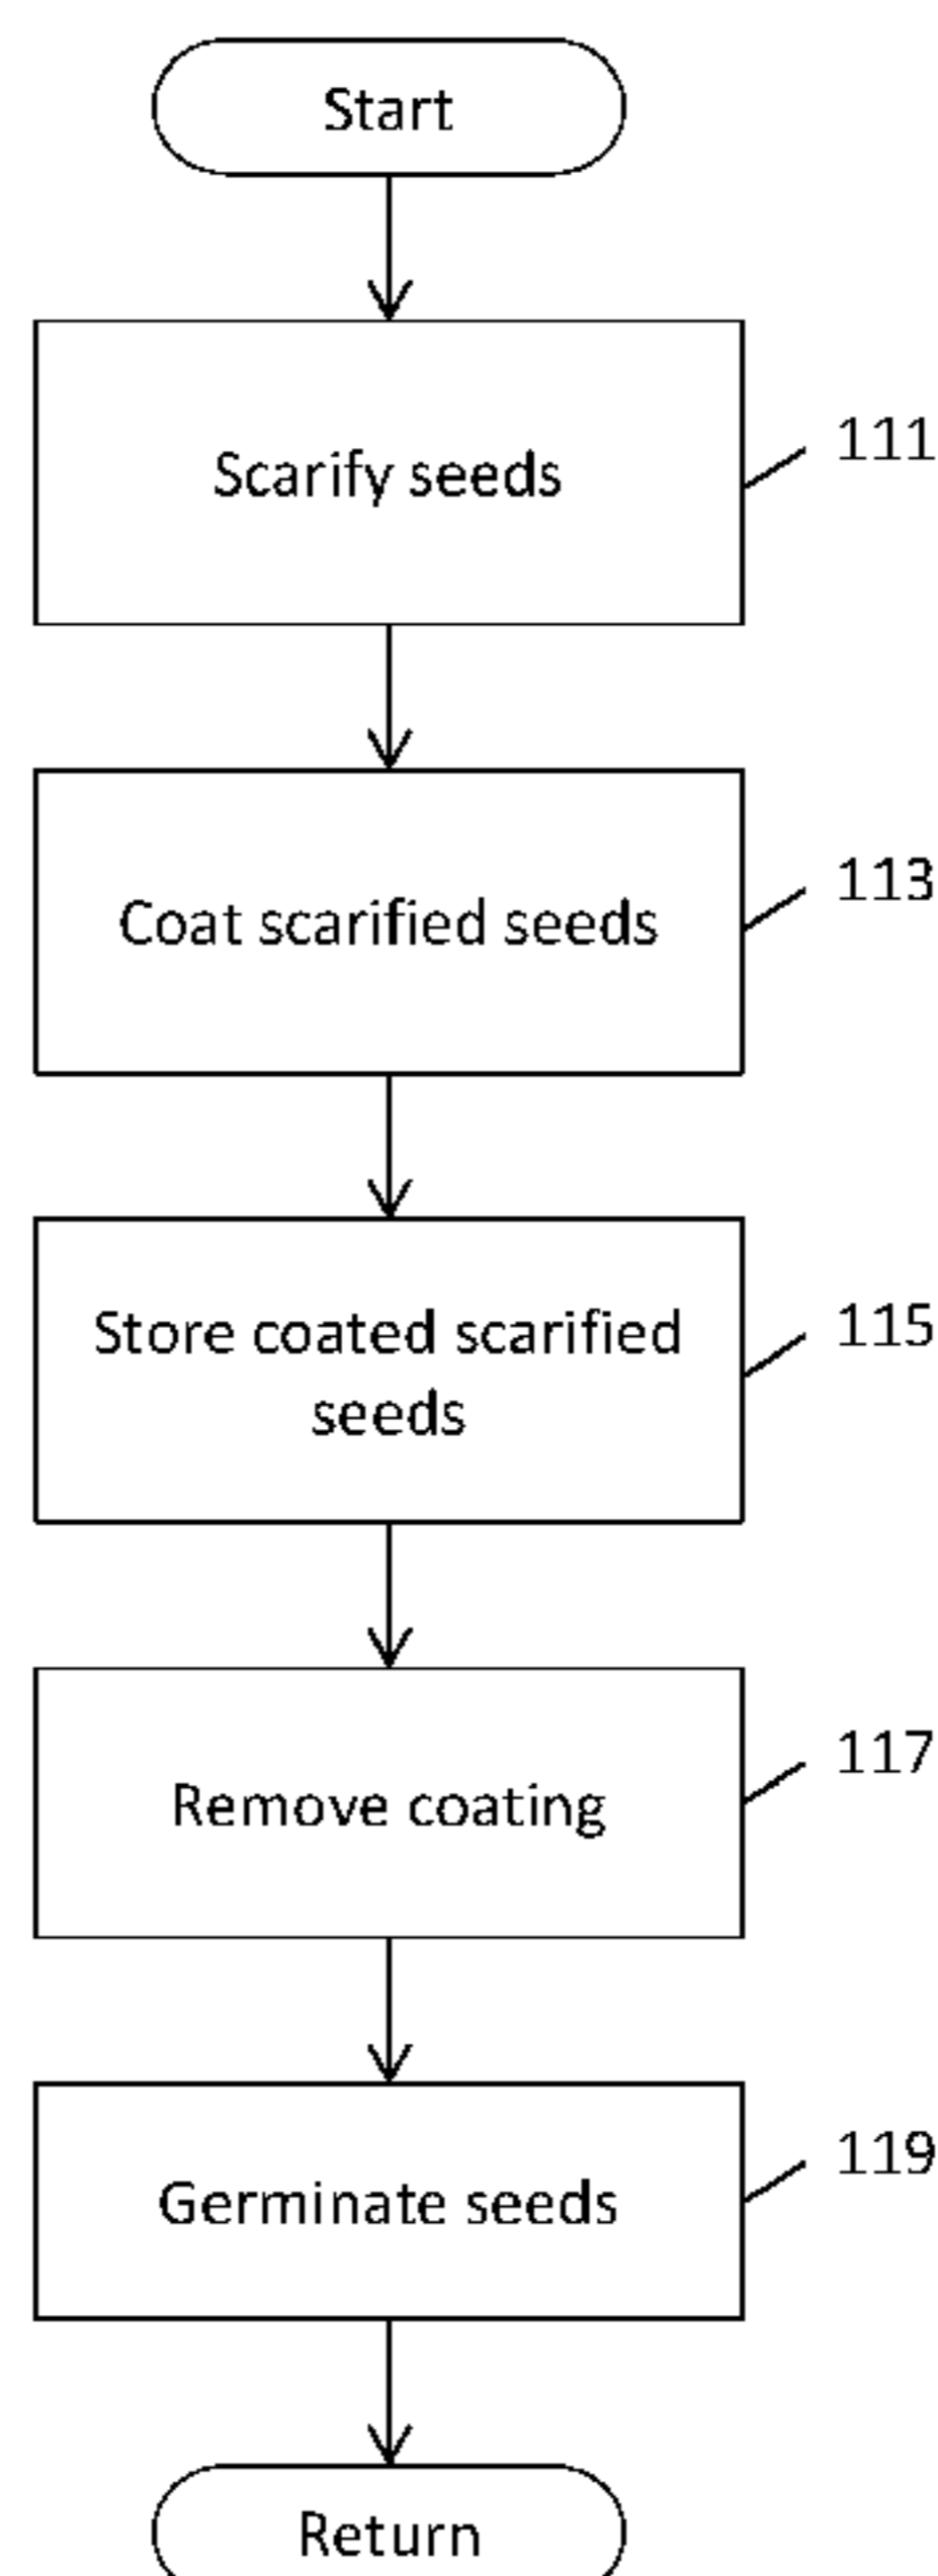 Start
Scarify seeds
111
Coat scarified seeds
113
Store coated scarified
seeds
115
Remove coating
117
Germinate seeds
119
Return